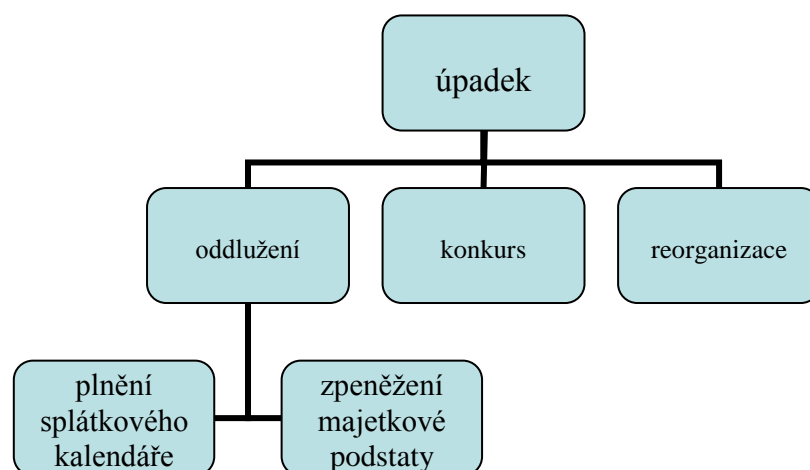 úpadek
oddlužení
konkurs
reorganizace
plnění
splátkového
kalendáře
zpeněžení
majetkové
podstaty